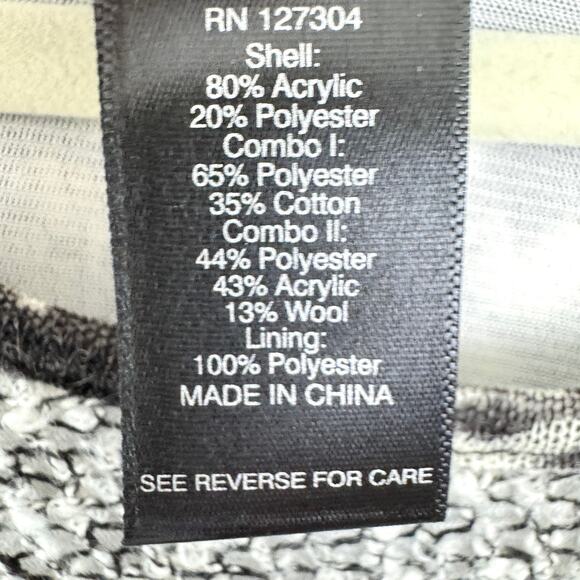 RN 127304
Shell:
80% Acrylic
20% Polyester
Combo I:
65% Polyester
35% Cotton
Combo II:
44% Polyester
43% Acrylic
13% Wool
Lining:
100% Polyester
MADE IN CHINA
SEE REVERSE FOR CARE